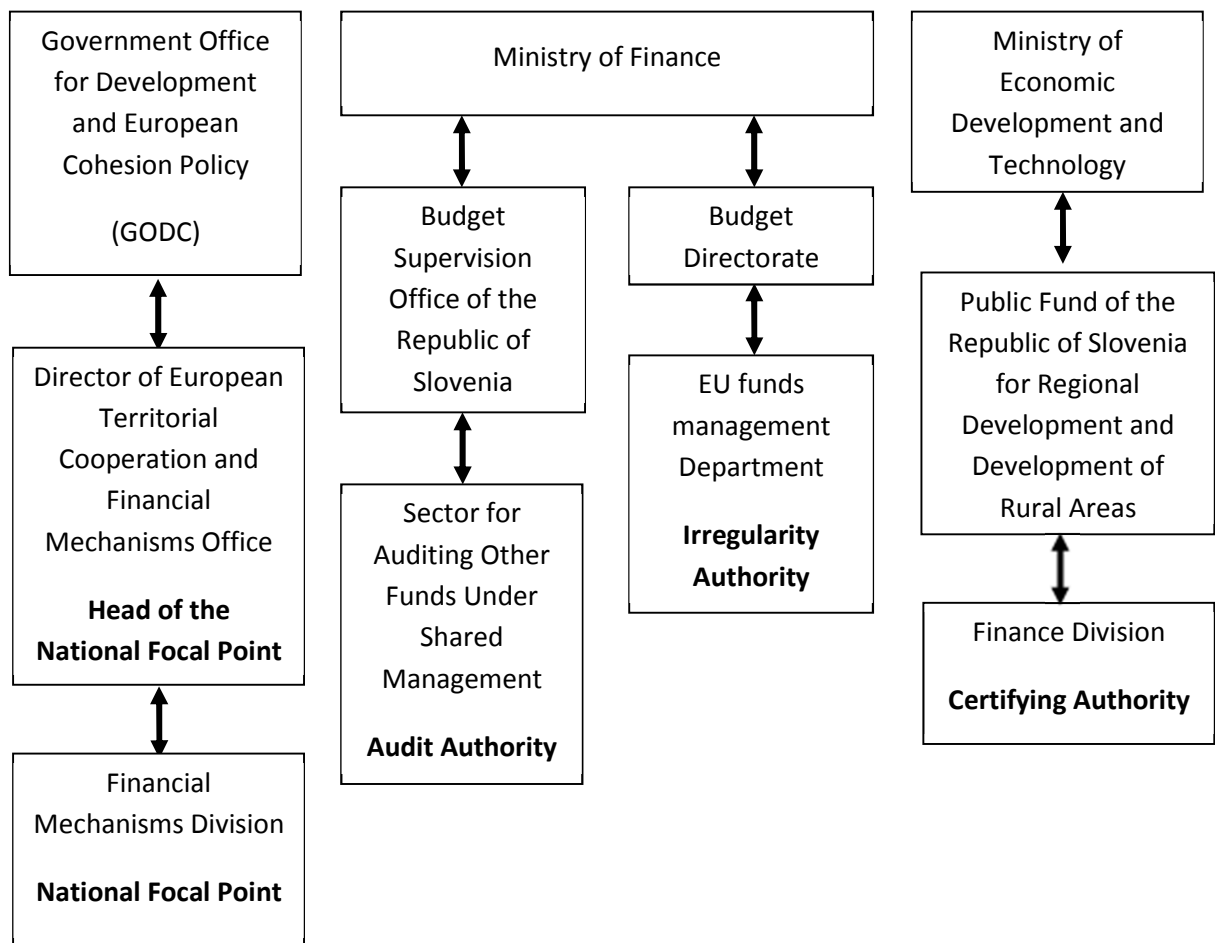 Government Office
for Development
and European
Cohesion Policy
(GODC)
Director of European
Territorial
Cooperation and
Financial
Mechanisms Office
Head of the
National Focal Point
Financial
Mechanisms Division
National Focal Point
Ministry of Finance
Budget
Supervision
Office of the
Republic of
Slovenia
Sector for
Auditing Other
Funds Under
Shared
Management
Audit Authority
Budget
Directorate
EU funds
management
Department
Irregularity
Authority
Ministry of
Economic
Development and
Technology
Public Fund of the
Republic of Slovenia
for Regional
Development and
Development of
Rural Areas
Finance Division
Certifying Authority